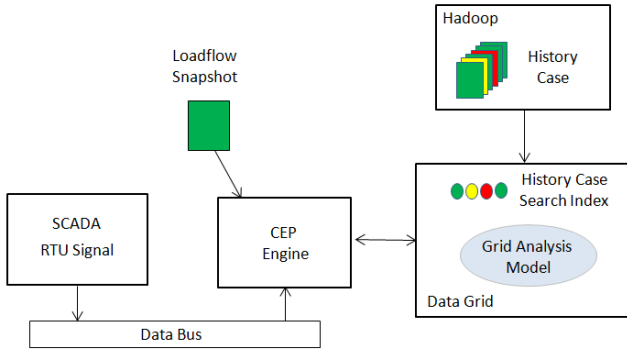 Hadoop
History
Case
Loadflow
Snapshot
SCADA
RTU Signal
CEP
Engine
History Case
Search Index
Grid Analysis
Model
Data Grid
Data Bus